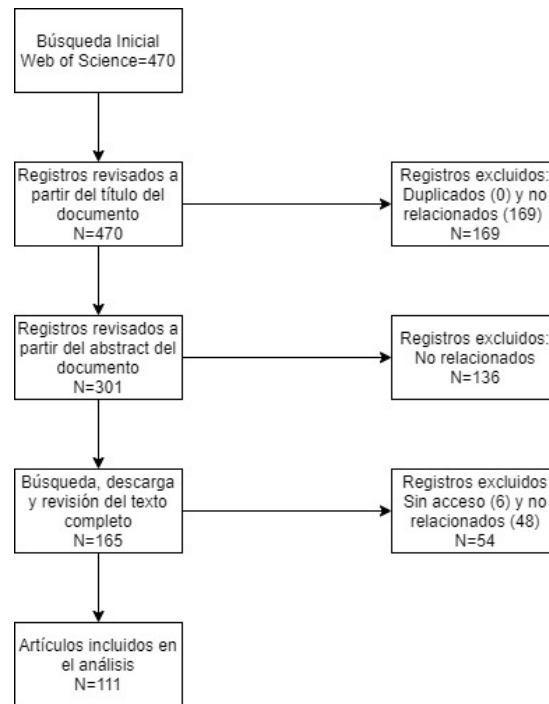 Búsqueda Inicial
Web of Science=470
Registros revisados a
partir del título del
documento
N=470
Registros excluidos:
Duplicados (0) y no
relacionados (169)
N=169
Registros revisados a
partir del abstract del
documento
N=301
Registros excluidos:
No relacionados
N=136
Búsqueda, descarga
y revisión del texto
completo
N=165
Registros excluidos
Sin acceso (6) y no
relacionados (48)
N=54
Artículos incluidos en
el análisis
N=111